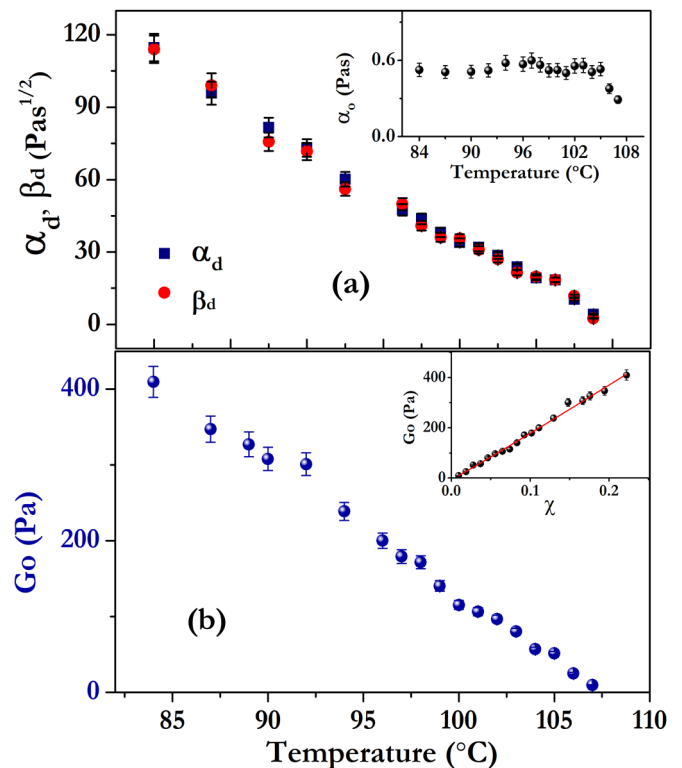 120
90
60
30
0
α_d, β_d (Pas^1/2)
α_d
β_d
(a)
0.6
0.0
α_o (Pas)
84 90 96 102 108
Temperature (°C)
400
200
0
Go (Pa)
(b)
400
200
0
Go (Pa)
0.0 0.1 0.2
χ
85 90 95 100 105 110
Temperature (°C)